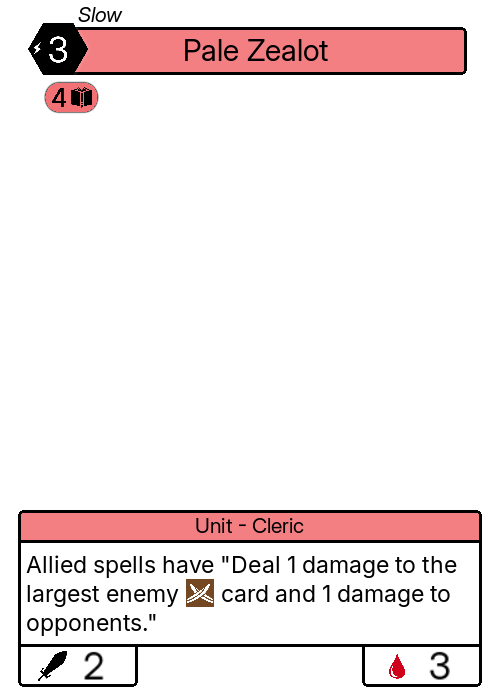 Slow
3 Pale Zealot
4
Unit - Cleric
Allied spells have "Deal 1 damage to the
largest enemy card and 1 damage to
opponents."
2 3